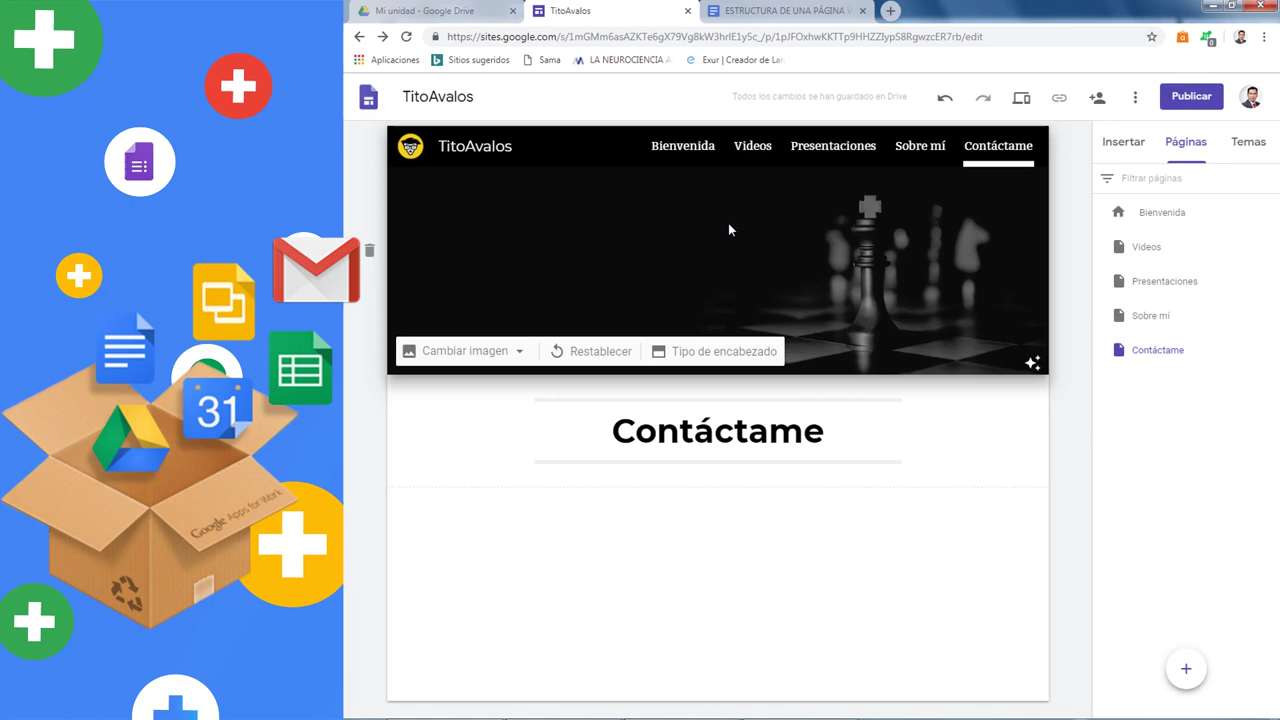 Mi unidad - Google Drive
TitoAvalos
ESTRUCTURA DE UNA PÁGINA
https://sites.google.com/s/1mGMm6asAZKTe6gX79Vg8kW3hrIE1y5c_/p/1pJFOxhwKKTTp9HHZZIypS8RgwzcER7rb/edit
Aplicaciones
Sitios sugeridos
Sama
LA NEUROCIENCIA A
Exur | Creador de Lan
TitoAvalos
Todos los cambios se han guardado en Drive
Publicar
TitoAvalos
Bienvenida
Videos
Presentaciones
Sobre mí
Contáctame
Insertar
Páginas
Temas
Filtrar páginas
Bienvenida
Videos
Presentaciones
Sobre mí
Contáctame
Cambiar imagen
Restablecer
Tipo de encabezado
Contáctame
31
Google Apps for Work